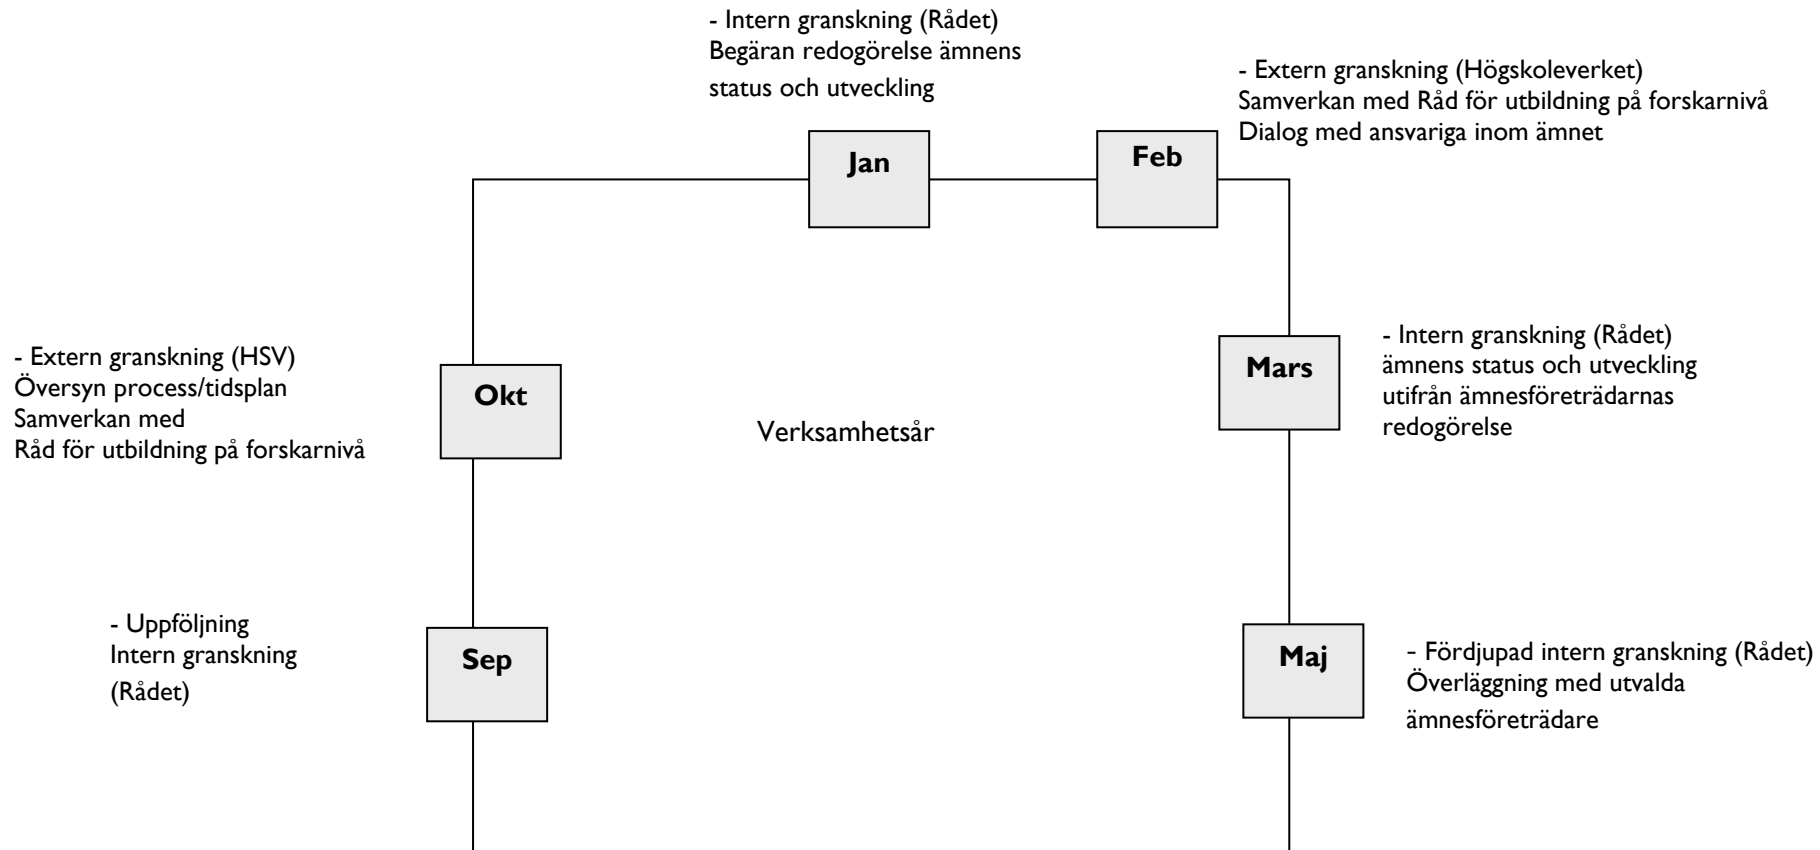 - Intern granskning (Rådet)
Begäran redogörelse ämnens
status och utveckling
- Extern granskning (Högskoleverket)
Samverkan med Råd för utbildning på forskarnivå
Dialog med ansvariga inom ämnet
Jan
Feb
- Intern granskning (Rådet)
ämnens status och utveckling
utifrån ämnesföreträdarnas
redogörelse
Mars
- Extern granskning (HSV)
Översyn process/tidsplan
Samverkan med
Råd för utbildning på forskarnivå
Okt
Verksamhetsår
- Uppföljning
Intern granskning
(Rådet)
Sep
Maj
- Fördjupad intern granskning (Rådet)
Överläggning med utvalda
ämnesföreträdare